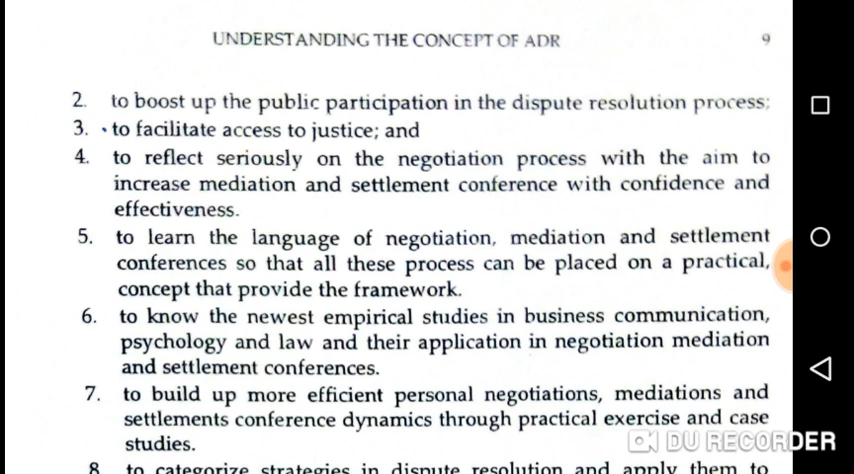 UNDERSTANDING THE CONCEPT OF ADR 9
2. to boost up the public participation in the dispute resolution process;
3. to facilitate access to justice; and
4. to reflect seriously on the negotiation process with the aim to
increase mediation and settlement conference with confidence and
effectiveness.
5. to learn the language of negotiation, mediation and settlement
conferences so that all these process can be placed on a practical,
concept that provide the framework.
6. to know the newest empirical studies in business communication,
psychology and law and their application in negotiation mediation
and settlement conferences.
7. to build up more efficient personal negotiations, mediations and
settlements conference dynamics through practical exercise and case
studies.
DU RECORDER
8. to categorize strategies in dispute resolution and apply them to